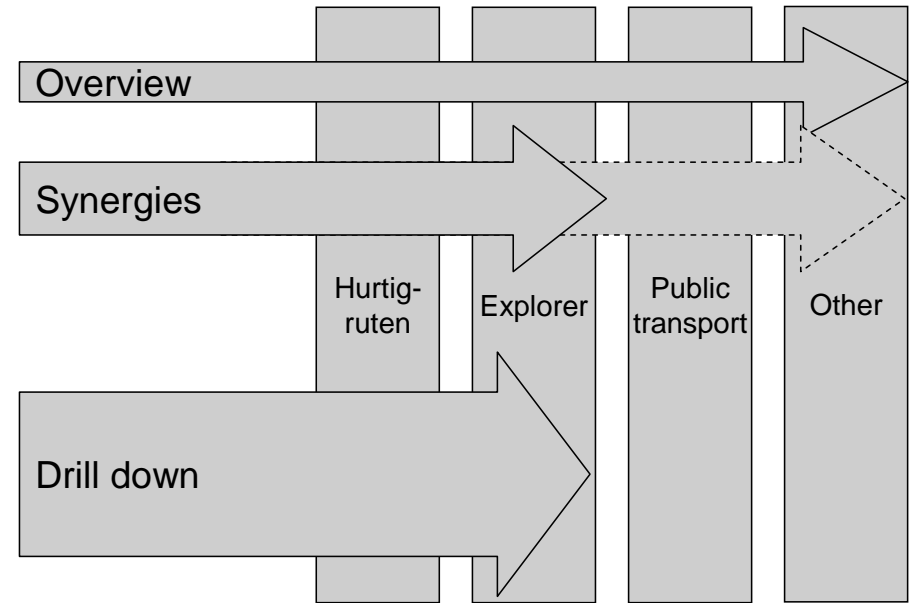 Overview
Synergies
Hurtig-
ruten
Explorer
Public
transport
Other
Drill down